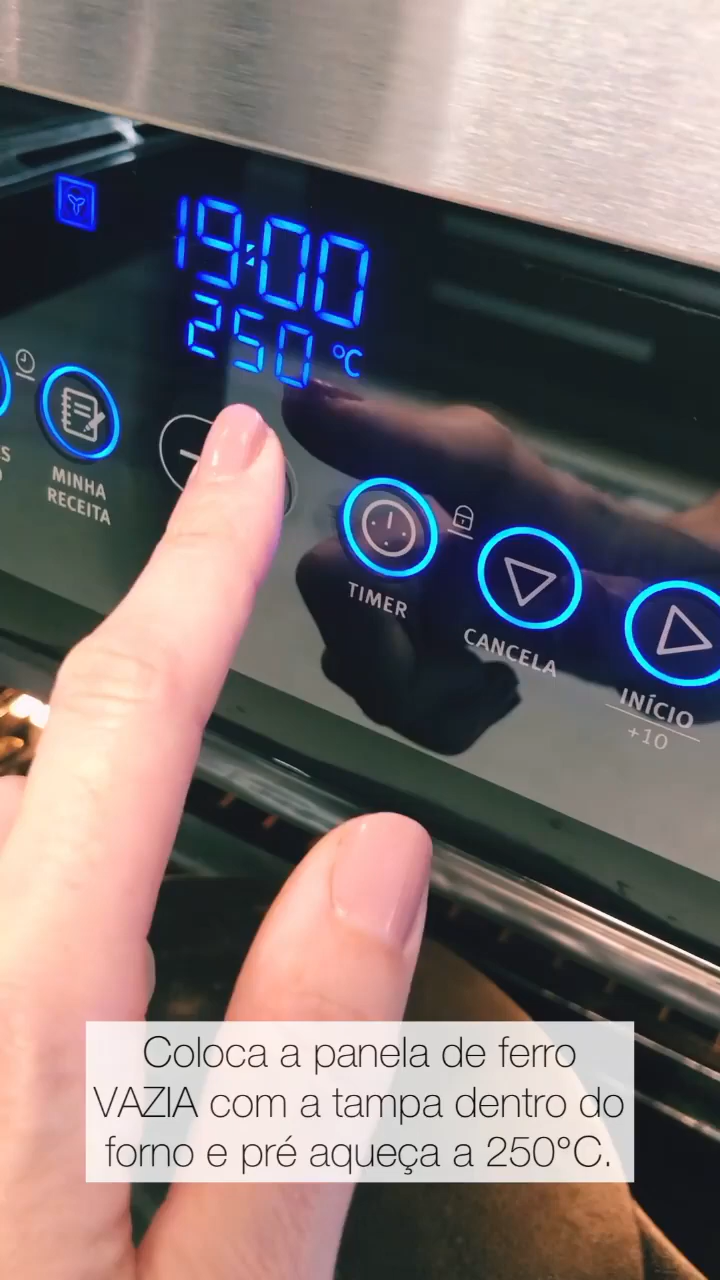 19:00
250 °C
MINHA
RECEITA
TIMER
CANCELA
INÍCIO
+10
Coloca a panela de ferro
VAZIA com a tampa dentro do
forno e pré aqueça a 250°C.